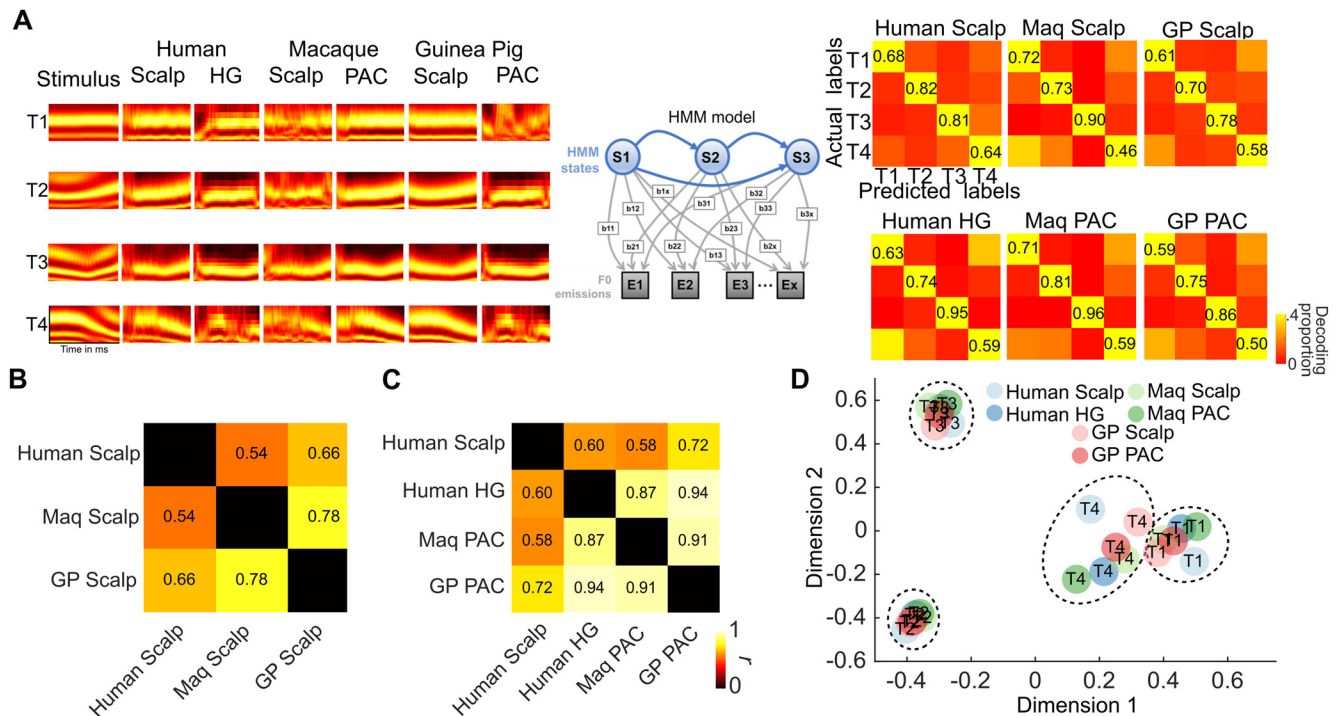 A
Human Macaque Guinea Pig
Stimulus Scalp HG Scalp PAC Scalp PAC
T1
T2
T3
T4
Time in ms
HMM model
HMM
states
S1 S2 S3
b1x
b12 b31 b32
b11 b33 b3x
b21 b22 b23 b2x
b13
F0
emissions
E1 E2 E3 ... Ex
Human Scalp Maq Scalp GP Scalp
Actual labels
T1 0.68 0.72 0.61
T2 0.82 0.73 0.70
T3 0.81 0.90 0.78
T4 0.64 0.46 0.58
T1 T2 T3 T4
Predicted labels
Human HG Maq PAC GP PAC
0.63 0.71 0.59
0.74 0.81 0.75
0.95 0.96 0.86
0.59 0.59 0.50
.4
0
Decoding
proportion
B
Human Scalp 0.54 0.66
Maq Scalp 0.54 0.78
GP Scalp 0.66 0.78
Human Scalp Maq Scalp GP Scalp
C
Human Scalp 0.60 0.58 0.72
Human HG 0.60 0.87 0.94
Maq PAC 0.58 0.87 0.91
GP PAC 0.72 0.94 0.91
Human Scalp Human HG Maq PAC GP PAC
1
r
0
D
Human Scalp Maq Scalp
Human HG Maq PAC
GP Scalp
GP PAC
Dimension 2
0.6
0.4
0.2
0
-0.2
-0.4
-0.6
T3 T3
T4 T4 T1 T1
T4 T1 T1
T4 T4 T4 T1
T2
-0.4 -0.2 0 0.2 0.4 0.6
Dimension 1